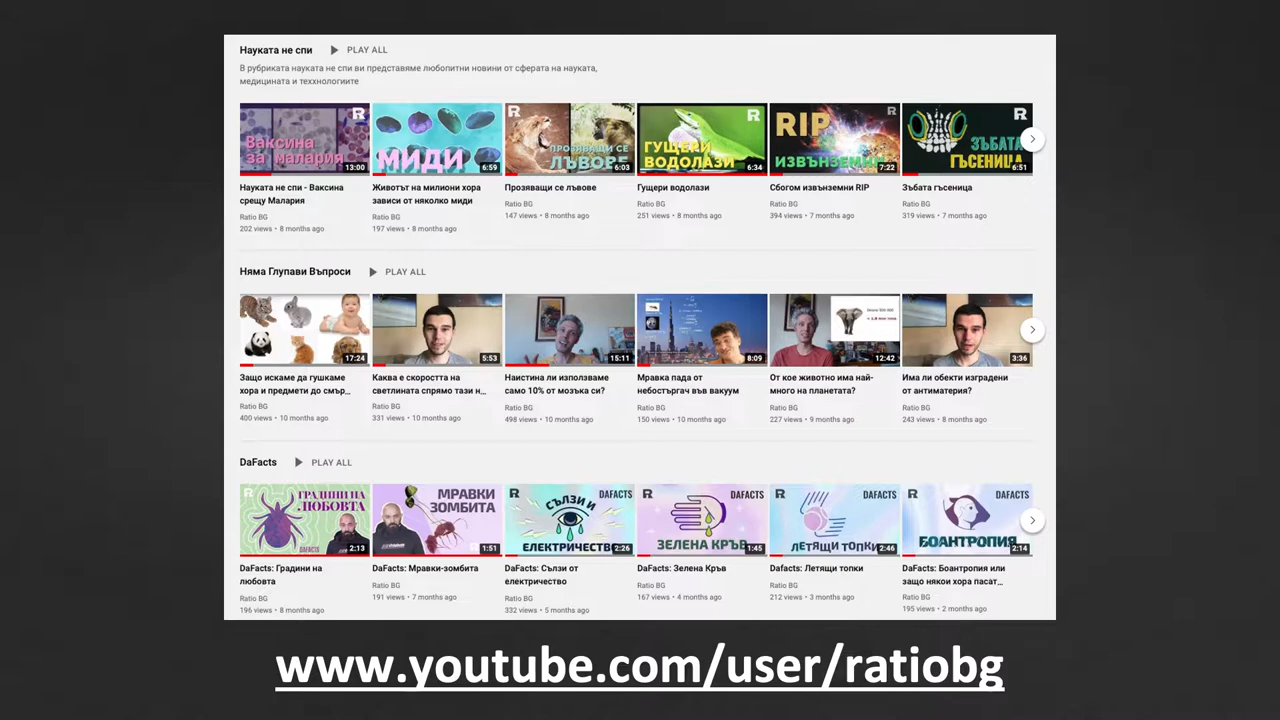 Науката не спи PLAY ALL
В рубриката науката не спи ви представяме любопитни новини от сферата на науката,
медицината и теххнологиите
R
Ваксина
за малария
13:00
МИДИ
6:59
R
ПРОЗЯВАЩИ СЕ
ЛЪВОВЕ
6:03
R
ГУЩЕРИ
ВОДОЛАЗИ
6:34
R
RIP
ИЗВЪНЗЕМНИ
7:22
R
ЗЪБАТА
ГЪСЕНИЦА
6:51
Науката не спи - Ваксина
срещу Малария
Ratio BG
202 views • 8 months ago
Животът на милиони хора
зависи от няколко миди
Ratio BG
197 views • 8 months ago
Прозяващи се лъвове
Ratio BG
147 views • 8 months ago
Гущери водолази
Ratio BG
251 views • 8 months ago
Сбогом извънземни RIP
Ratio BG
394 views • 7 months ago
Зъбата гъсеница
Ratio BG
319 views • 7 months ago
Няма Глупави Въпроси PLAY ALL
17:24
5:53
15:11
8:09
12:42
3:36
Защо искаме да гушкаме
хора и предмети до смър...
Ratio BG
400 views • 10 months ago
Каква е скоростта на
светлината спрямо тази н...
Ratio BG
331 views • 10 months ago
Наистина ли използваме
само 10% от мозъка си?
Ratio BG
498 views • 10 months ago
Мравка пада от
небостъргач във вакуум
Ratio BG
150 views • 10 months ago
От кое животно има най-
много на планетата?
Ratio BG
227 views • 9 months ago
Има ли обекти изградени
от антиматерия?
Ratio BG
243 views • 8 months ago
DaFacts PLAY ALL
R
ГРАДИНИ НА
ЛЮБОВТА
DAFACTS
2:13
МРАВКИ
ЗОМБИТА
1:51
R
DAFACTS
СЪЛЗИ И
ЕЛЕКТРИЧЕСТВО
2:26
R
DAFACTS
ЗЕЛЕНА КРЪВ
1:45
R
DAFACTS
ЛЕТЯЩИ ТОПКИ
2:46
R
DAFACTS
БОАНТРОПИЯ
2:14
DaFacts: Градини на
любовта
Ratio BG
196 views • 8 months ago
DaFacts: Мравки-зомбита
Ratio BG
191 views • 7 months ago
DaFacts: Сълзи от
електричество
Ratio BG
332 views • 5 months ago
DaFacts: Зелена Кръв
Ratio BG
167 views • 4 months ago
Dafacts: Летящи топки
Ratio BG
212 views • 3 months ago
DaFacts: Боантропия или
защо някои хора пасат...
Ratio BG
195 views • 2 months ago
www.youtube.com/user/ratiobg